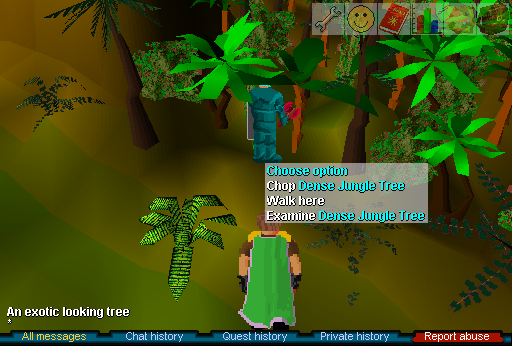 Choose option
Chop Dense Jungle Tree
Walk here
Examine Dense Jungle Tree
An exotic looking tree
*
All messages
Chat history
Quest history
Private history
Report abuse